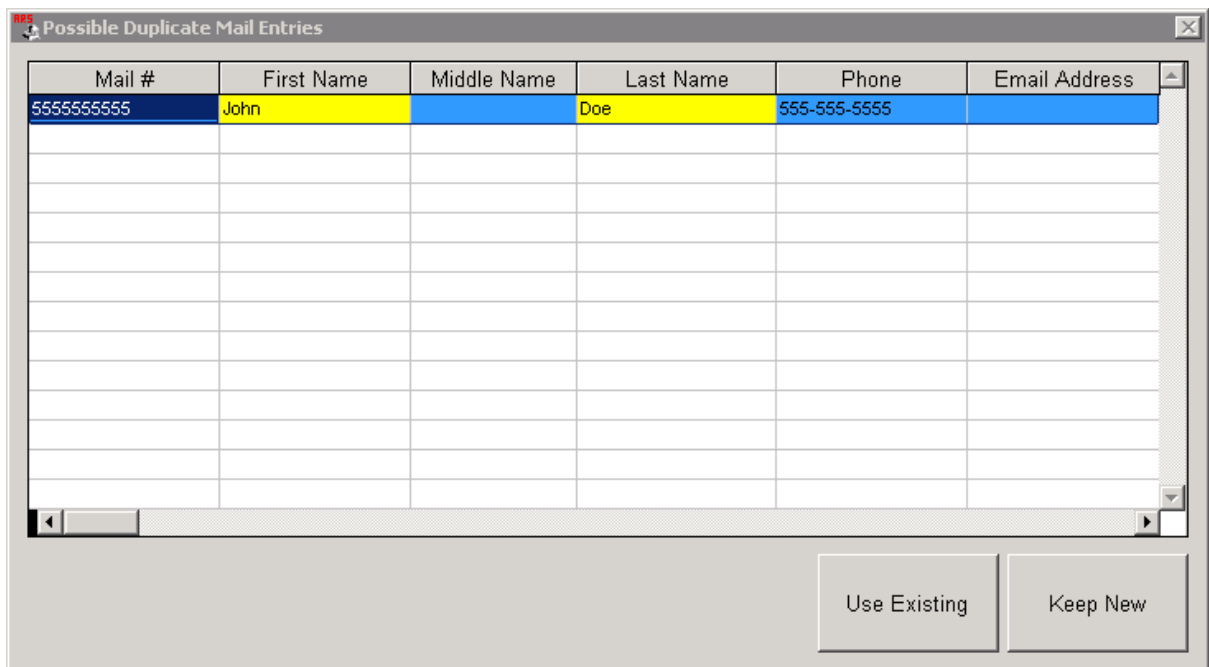 ARS
Possible Duplicate Mail Entries
Mail # First Name Middle Name Last Name Phone Email Address
5555555555 John Doe 555-555-5555
Use Existing Keep New